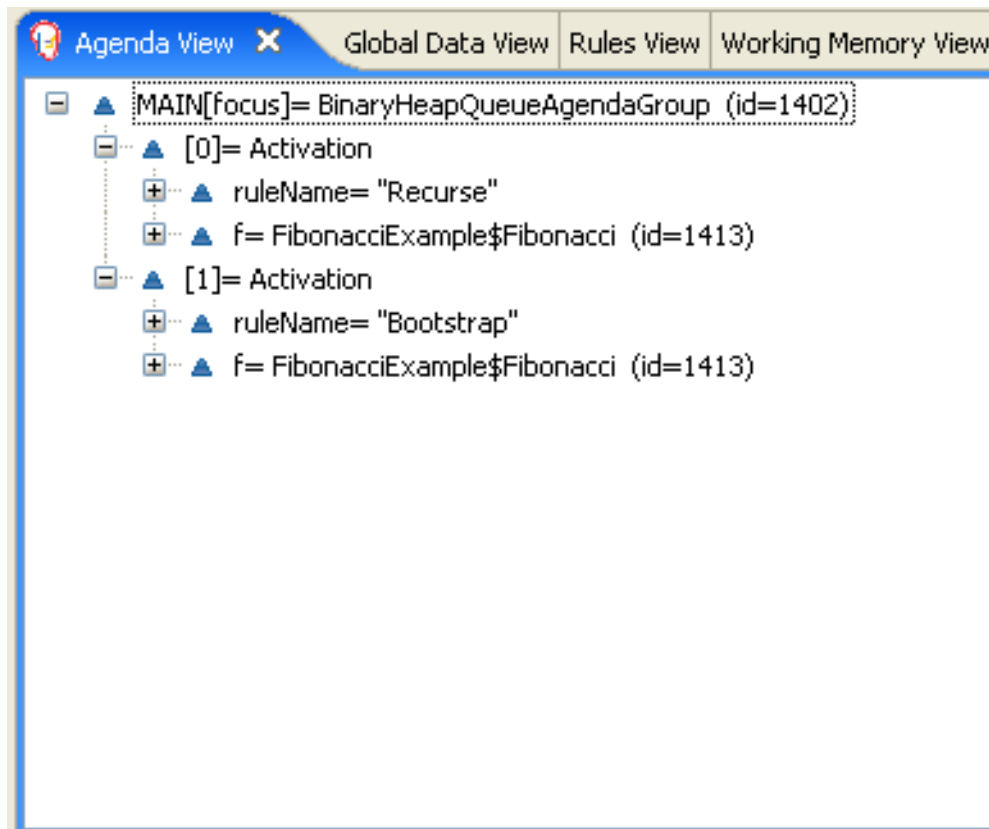 Agenda View Global Data View Rules View Working Memory View
MAIN[focus]= BinaryHeapQueueAgendaGroup (id=1402)
[0]= Activation
ruleName= "Recurse"
f= FibonacciExample$Fibonacci (id=1413)
[1]= Activation
ruleName= "Bootstrap"
f= FibonacciExample$Fibonacci (id=1413)